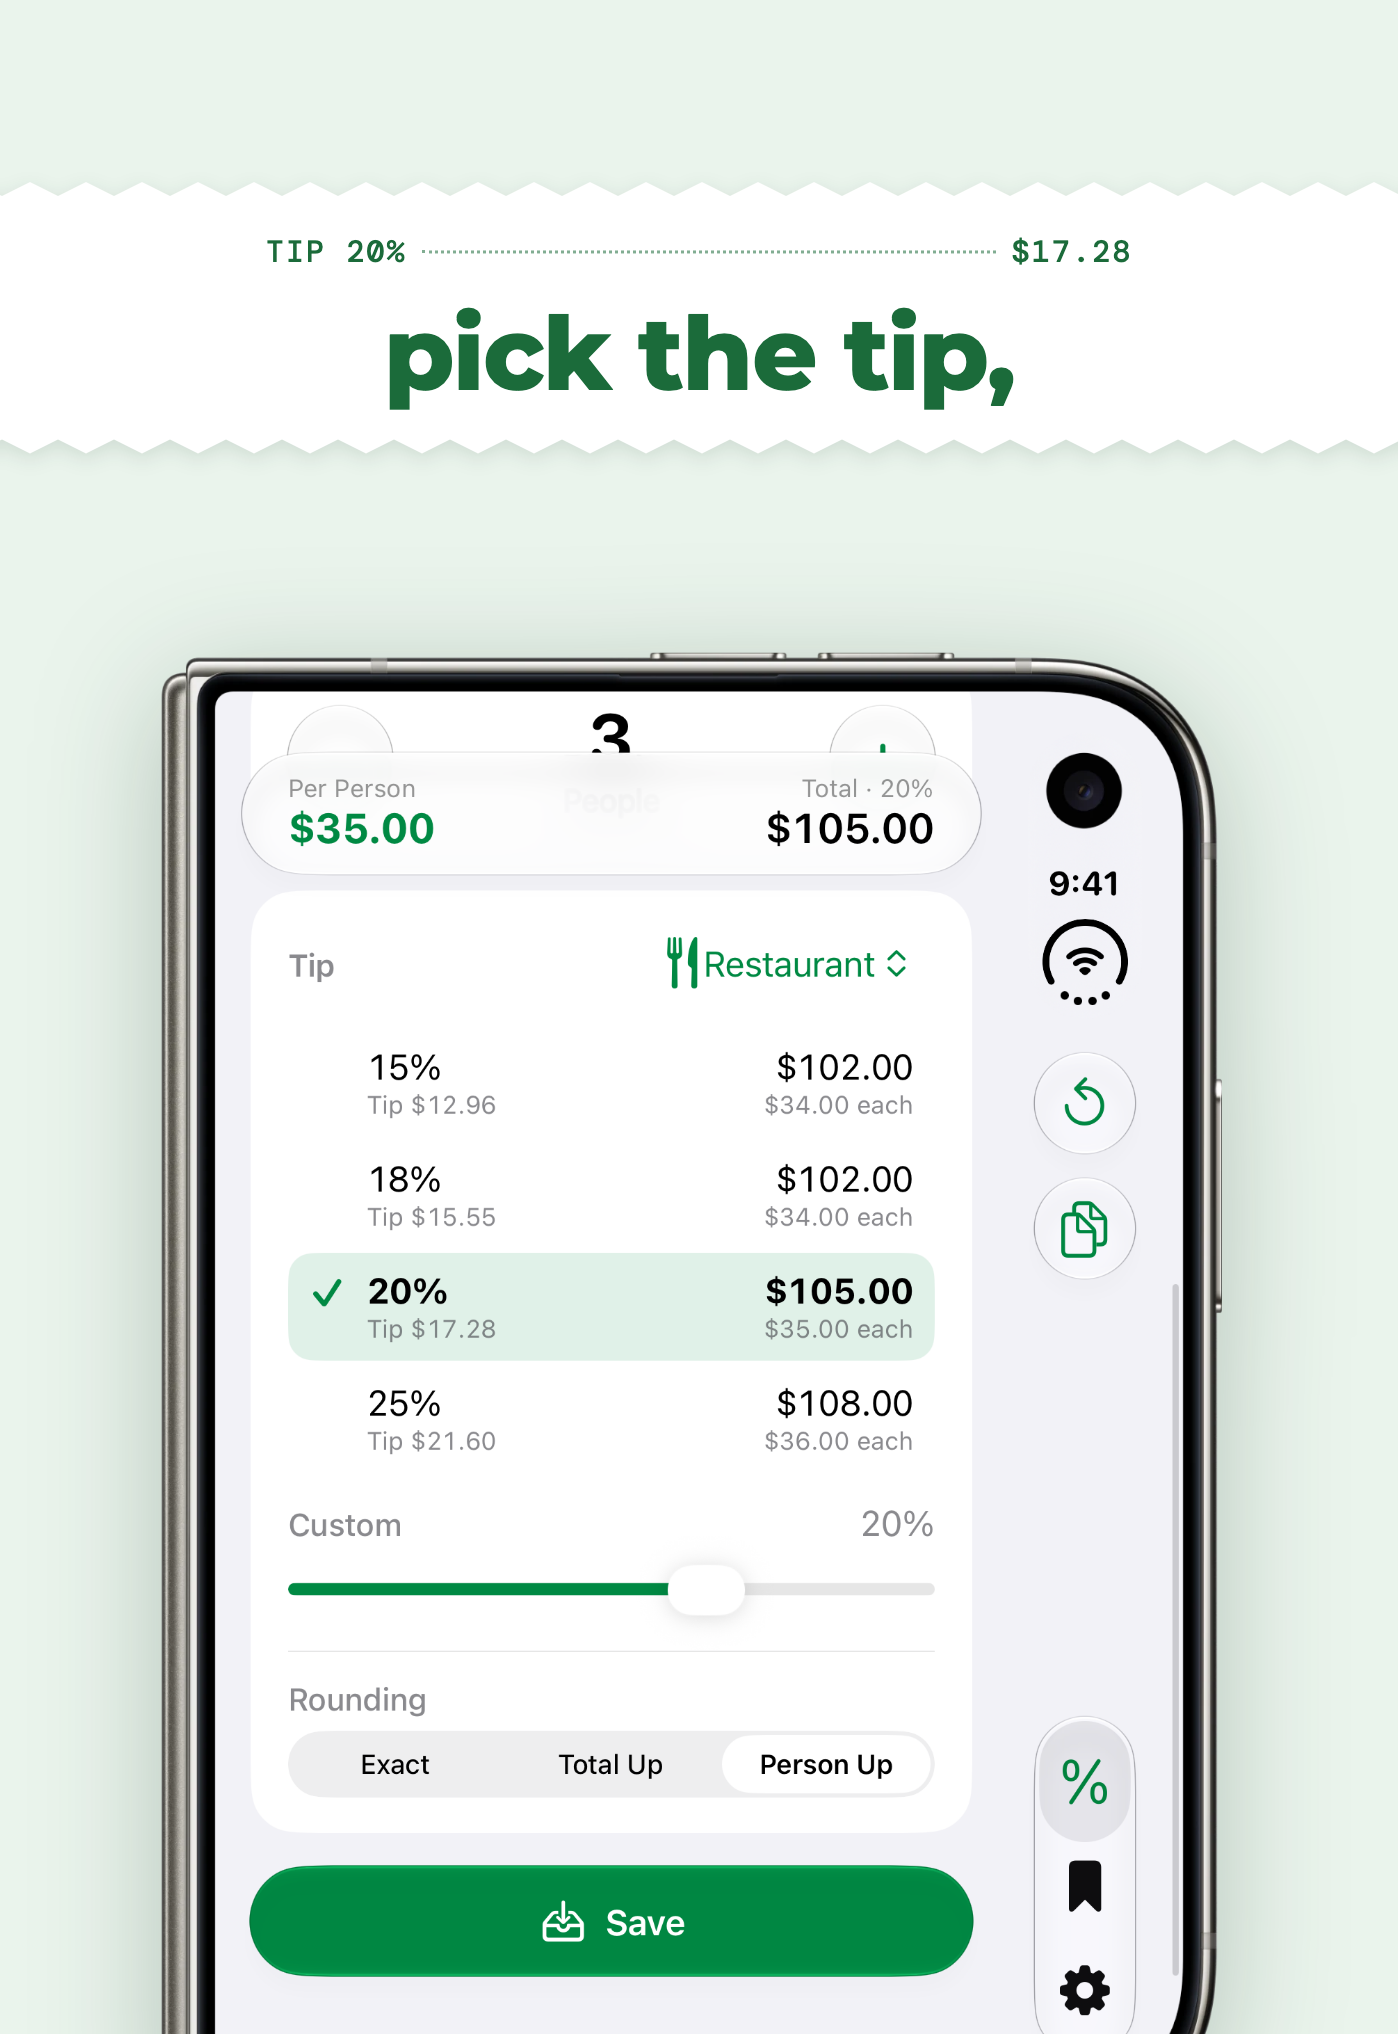 TIP 20% $17.28
pick the tip,
3
People
Per Person Total · 20%
$35.00 $105.00
9:41
Tip Restaurant
15% $102.00
Tip $12.96 $34.00 each
18% $102.00
Tip $15.55 $34.00 each
20% $105.00
Tip $17.28 $35.00 each
25% $108.00
Tip $21.60 $36.00 each
Custom 20%
Rounding
Exact Total Up Person Up
%
Save